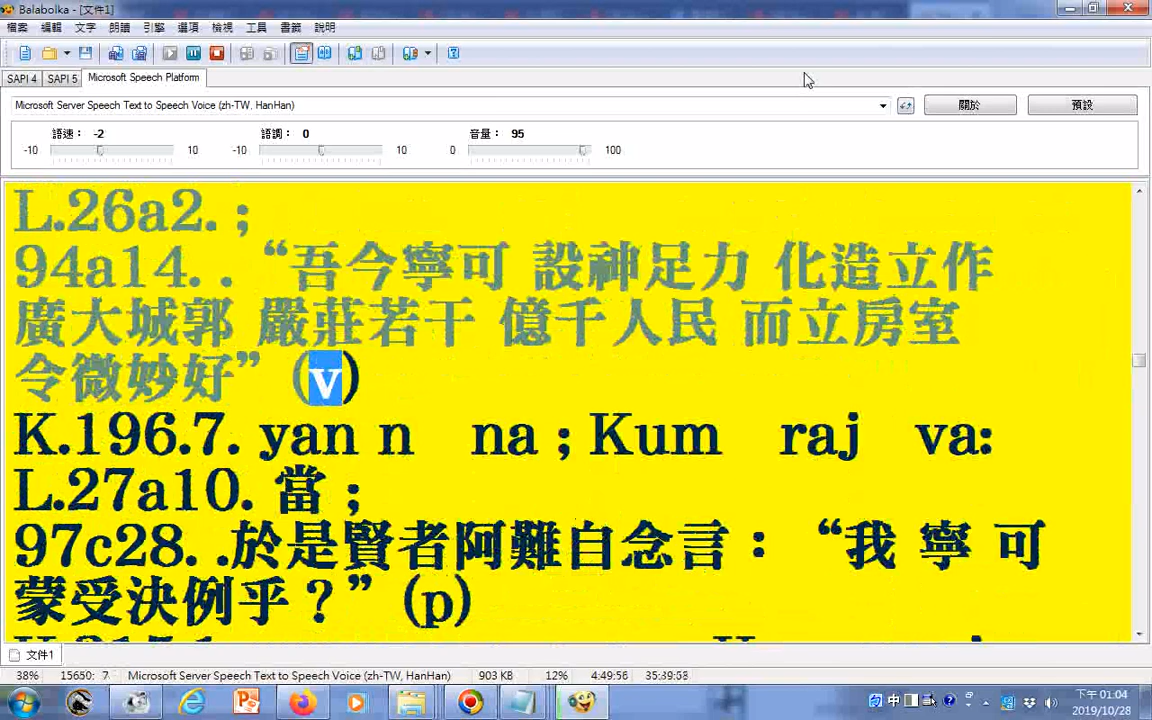 Balabolka - [文件1]
檔案 編輯 文字 朗讀 引擎 選項 檢視 工具 書籤 說明
SAPI 4 SAPI 5 Microsoft Speech Platform
Microsoft Server Speech Text to Speech Voice (zh-TW, HanHan) 關於 預設
語速： -2 語調： 0 音量： 95
-10 10 -10 10 0 100
L.26a2. ;
94a14. . “吾今寧可 設神足力 化造立作
廣大城郭 嚴莊若干 億千人民 而立房室
令微妙好” (v)
K.196.7. yan n na ; Kum raj va:
L.27a10. 當 ;
97c28. .於是賢者阿難自念言： “我 寧 可
蒙受決例乎？” (p)
文件1
38% 15650: 7 Microsoft Server Speech Text to Speech Voice (zh-TW, HanHan) 903 KB 12% 4:49:56 35:39:58
中 下午 01:04
2019/10/28